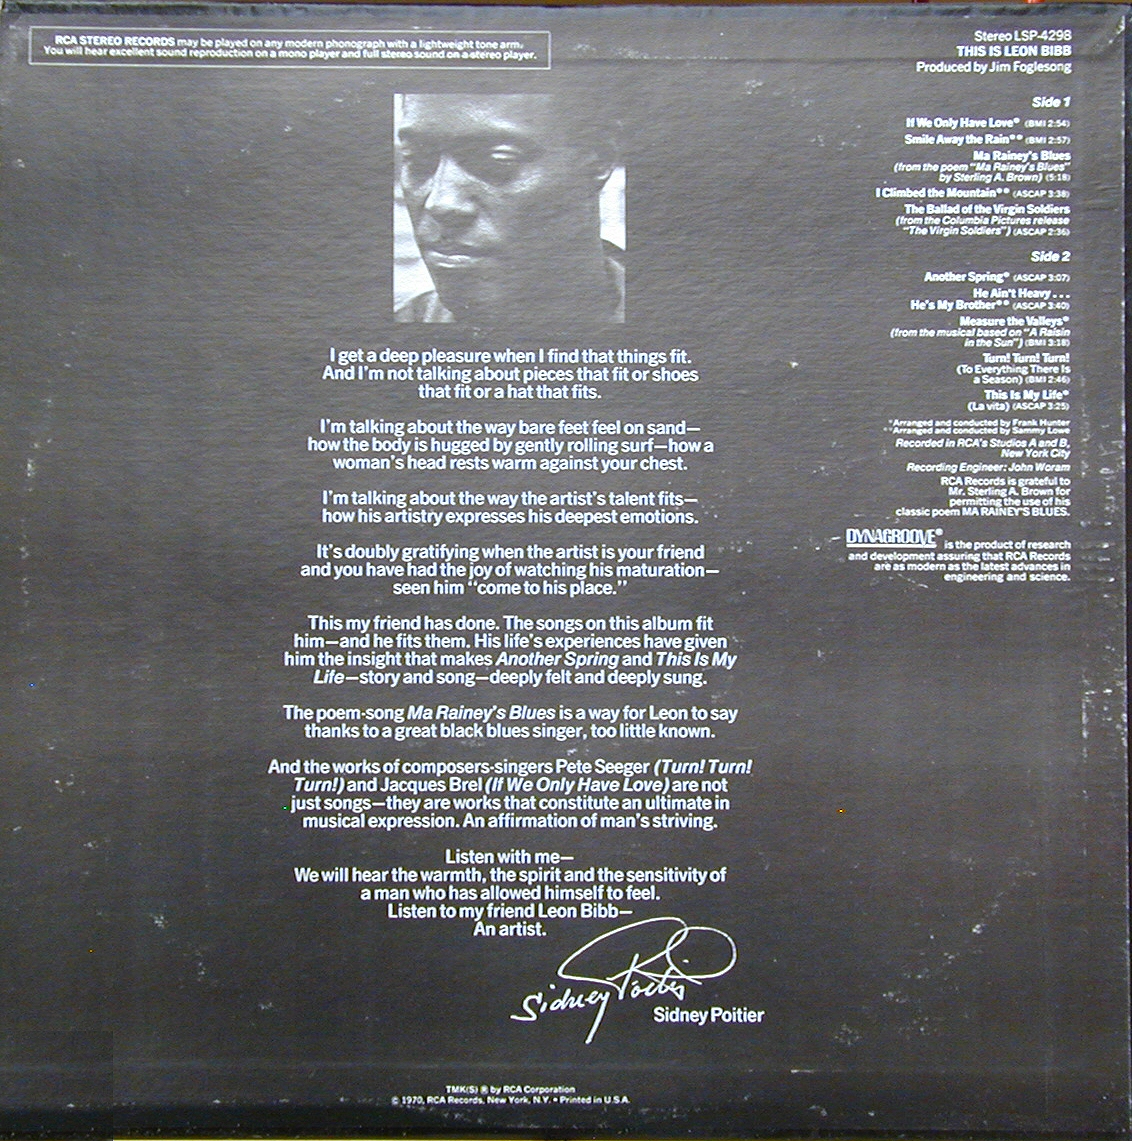 RCA STEREO RECORDS may be played on any modern phonograph with a lightweight tone arm.
You will hear excellent sound reproduction on a mono player and full stereo sound on a stereo player.
Stereo LSP-4298
THIS IS LEON BIBB
Produced by Jim Foglesong
Side 1
If We Only Have Love* (BMI 2:54)
Smile Away the Rain** (BMI 2:57)
Ma Rainey's Blues
(from the poem "Ma Rainey's Blues"
by Sterling A. Brown) (5:18)
I Climbed the Mountain** (ASCAP 3:38)
The Ballad of the Virgin Soldiers
(from the Columbia Pictures release
"The Virgin Soldiers") (ASCAP 2:36)
Side 2
Another Spring* (ASCAP 3:07)
He Ain't Heavy...
He's My Brother** (ASCAP 3:40)
Measure the Valleys*
(from the musical based on "A Raisin
in the Sun") (BMI 3:18)
Turn! Turn! Turn!
(To Everything There Is
a Season) (BMI 2:46)
This Is My Life*
(La vita) (ASCAP 3:25)
*Arranged and conducted by Frank Hunter
**Arranged and conducted by Sammy Lowe
Recorded in RCA's Studios A and B,
New York City
Recording Engineer: John Woram
RCA Records is grateful to
Mr. Sterling A. Brown for
permitting the use of his
classic poem MA RAINEY'S BLUES.
DYNAGROOVE® is the product of research
and development assuring that RCA Records
are as modern as the latest advances in
engineering and science.
I get a deep pleasure when I find that things fit.
And I'm not talking about pieces that fit or shoes
that fit or a hat that fits.
I'm talking about the way bare feet feel on sand—
how the body is hugged by gently rolling surf—how a
woman's head rests warm against your chest.
I'm talking about the way the artist's talent fits—
how his artistry expresses his deepest emotions.
It's doubly gratifying when the artist is your friend
and you have had the joy of watching his maturation—
seen him "come to his place."
This my friend has done. The songs on this album fit
him—and he fits them. His life's experiences have given
him the insight that makes Another Spring and This Is My
Life—story and song—deeply felt and deeply sung.
The poem-song Ma Rainey's Blues is a way for Leon to say
thanks to a great black blues singer, too little known.
And the works of composers-singers Pete Seeger (Turn! Turn!
Turn!) and Jacques Brel (If We Only Have Love) are not
just songs—they are works that constitute an ultimate in
musical expression. An affirmation of man's striving.
Listen with me—
We will hear the warmth, the spirit and the sensitivity of
a man who has allowed himself to feel.
Listen to my friend Leon Bibb—
An artist.
Sidney Poitier
Sidney Poitier
TMK(S) ® by RCA Corporation
© 1970, RCA Records, New York, N.Y. • Printed in U.S.A.